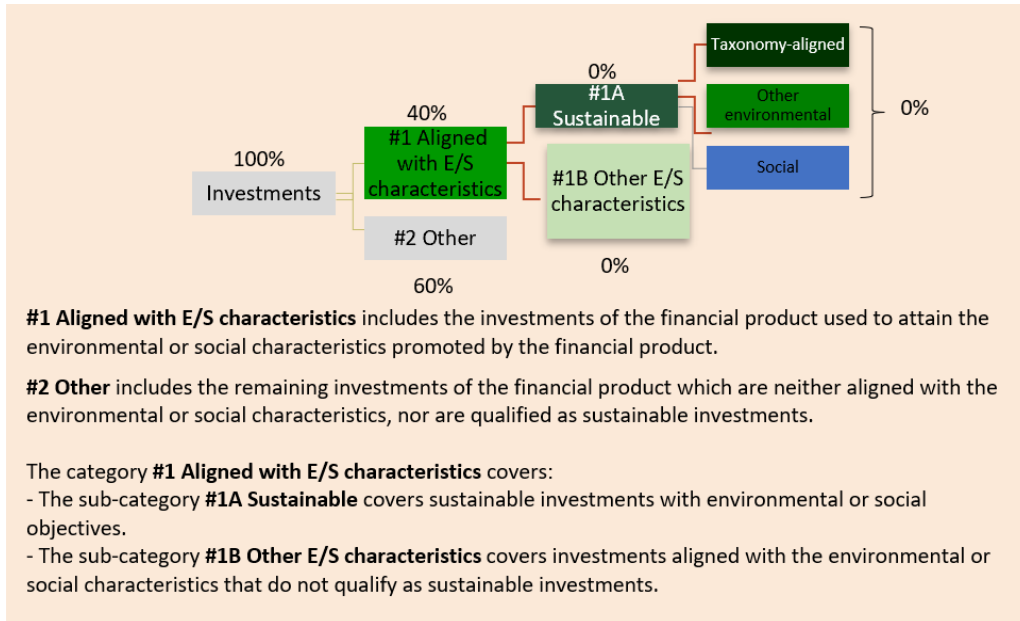 Taxonomy-aligned
0%
#1A
Sustainable
Other
environmental
0%
40%
#1 Aligned
with E/S
characteristics
100%
Investments
#1B Other E/S
characteristics
Social
#2 Other
0%
60%
#1 Aligned with E/S characteristics includes the investments of the financial product used to attain the
environmental or social characteristics promoted by the financial product.
#2 Other includes the remaining investments of the financial product which are neither aligned with the
environmental or social characteristics, nor are qualified as sustainable investments.
The category #1 Aligned with E/S characteristics covers:
- The sub-category #1A Sustainable covers sustainable investments with environmental or social
objectives.
- The sub-category #1B Other E/S characteristics covers investments aligned with the environmental or
social characteristics that do not qualify as sustainable investments.